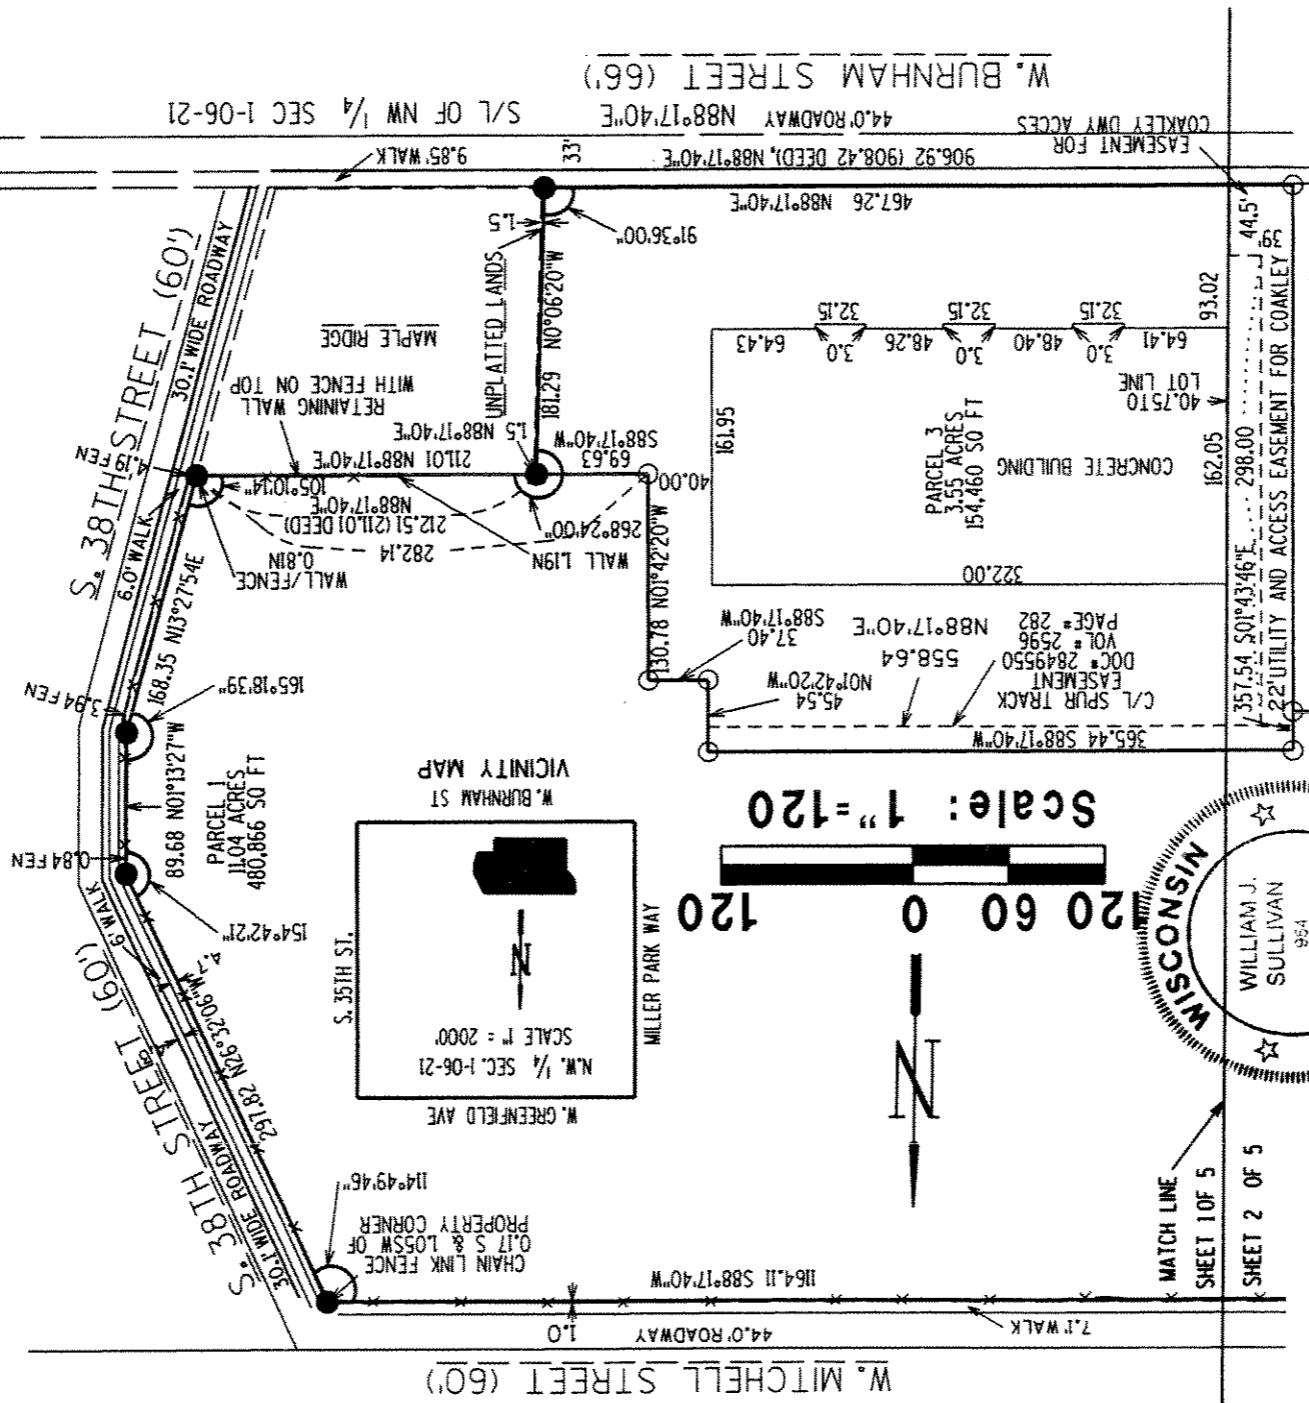 W. MITCHELL STREET (60')
44.0' ROADWAY
1.0
7.1' WALK
1164.11 S88°17'40"W
CHAIN LINK FENCE
0.17 S & 1.05SW OF
PROPERTY CORNER
114°49'46"
MATCH LINE
SHEET 1 OF 5
SHEET 2 OF 5
S. 38TH STREET (60')
30.1' WIDE ROADWAY
297.82 N26°32'06"W
6' WALK
154°42'21"
0.84 FEN
89.68 N01°13'27"W
PARCEL 1
11.04 ACRES
480,866 SQ FT
165°18'39"
3.94 FEN
W. GREENFIELD AVE
N.W. 1/4 SEC. 1-06-21
SCALE 1" = 2000'
N
S. 35TH ST.
MILLER PARK WAY
W. BURNHAM ST
VICINITY MAP
N
120 0 60 120
Scale: 1"=120
WISCONSIN
WILLIAM J.
SULLIVAN
954
365.44 S88°17'40"W
C/L SPUR TRACK
EASEMENT
DOC# 2849550
VOL# 2596
PAGE# 282
558.64
N88°17'40"E
45.54
N01°42'20"W
37.40
S88°17'40"W
130.78 N01°42'20"W
40.00
322.00
161.95
CONCRETE BUILDING
PARCEL 3
3.55 ACRES
154,460 SQ FT
162.05
40.75 TO
LOT LINE
64.41
3.0
32.15
48.40
3.0
32.15
48.26
3.0
32.15
64.43
93.02
357.54 S01°43'46"E
298.00
22' UTILITY AND ACCESS EASEMENT FOR COAKLEY
39'
44.5'
168.35 N13°27'54E
6.0' WALK
WALL/FENCE
0.81N
4.19 FEN
WALL 1.19N
282.14
212.51 (211.01 DEED)
N88°17'40"E
105°10'14"
268°24'00"
211.01 N88°17'40"E
1.5 N88°17'40"E
69.63
S88°17'40"W
RETAINING WALL
WITH FENCE ON TOP
MAPLE RIDGE
UNPLATTED LANDS
181.29 N0°06'20"W
1.5
91°36'00"
S. 38TH STREET (60')
30.1' WIDE ROADWAY
467.26 N88°17'40"E
906.92 (908.42 DEED), N88°17'40"E
9.85' WALK
33'
EASEMENT FOR
COAKLEY DWY ACCES
44.0' ROADWAY N88°17'40"E S/L OF NW 1/4 SEC 1-06-21
W. BURNHAM STREET (66')